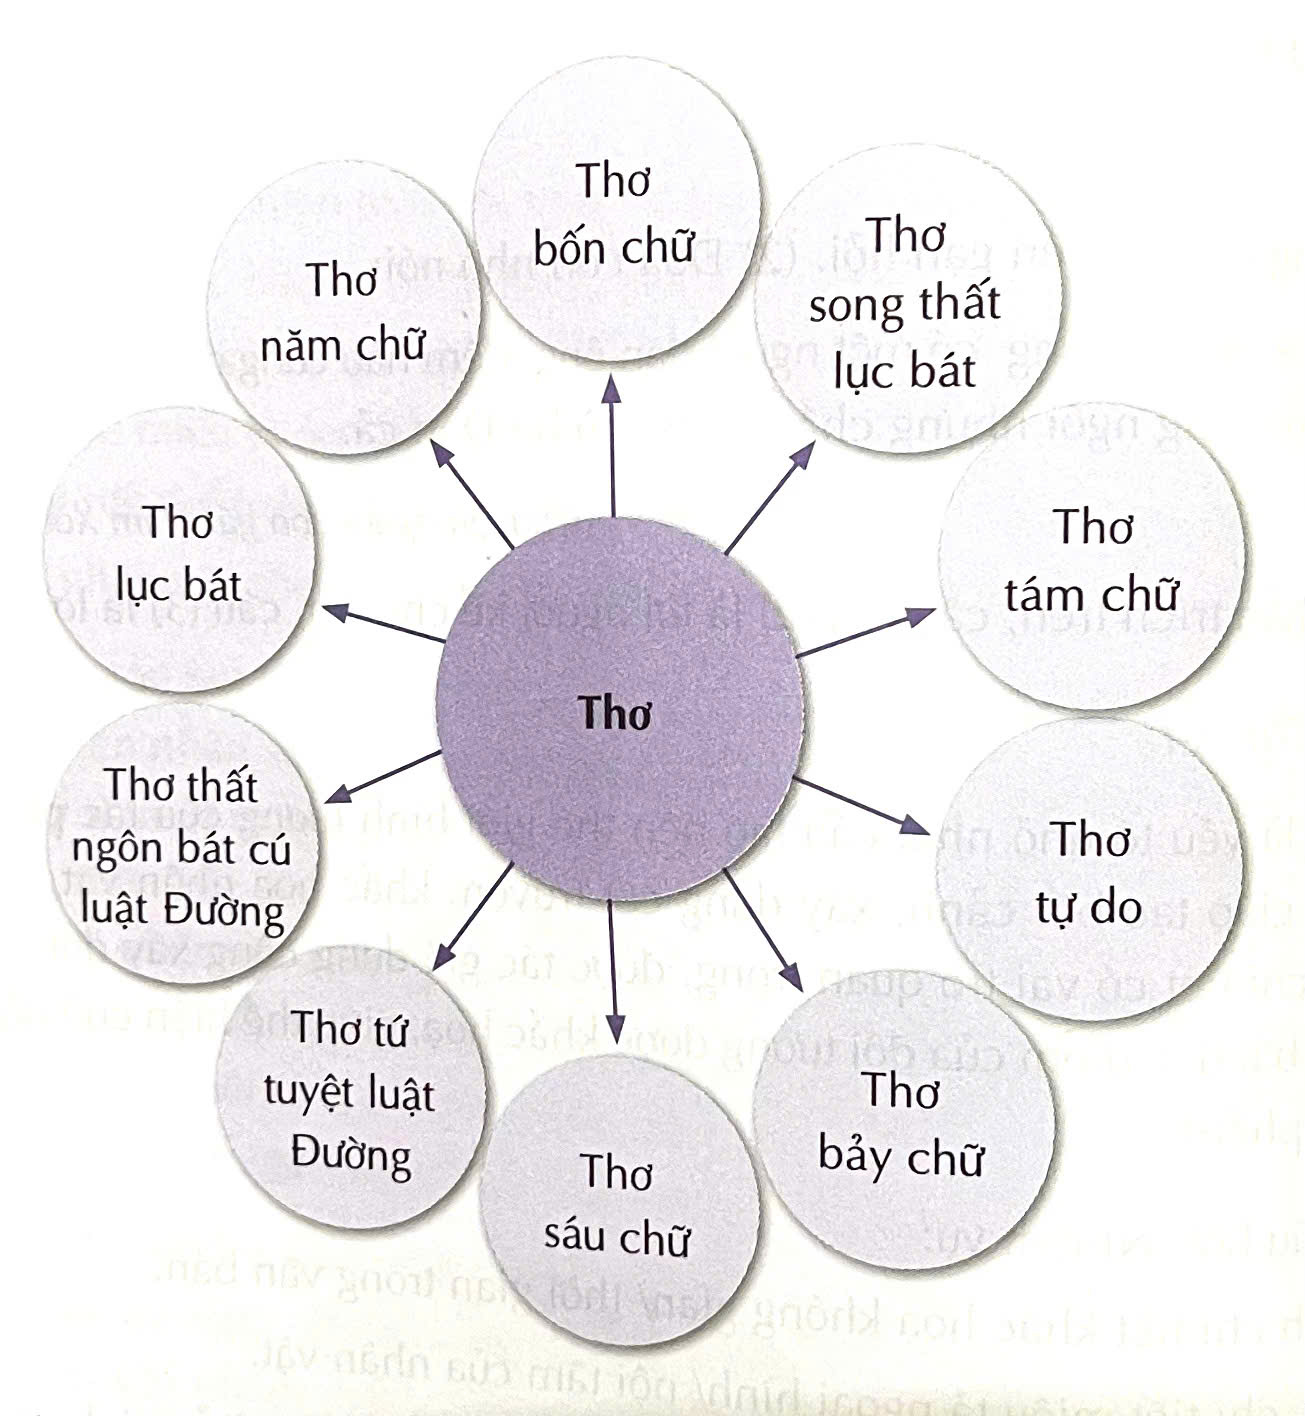 Thơ
bốn chữ
Thơ
song thất
lục bát
Thơ
tám chữ
Thơ
tự do
Thơ
bảy chữ
Thơ
sáu chữ
Thơ tứ
tuyệt luật
Đường
Thơ thất
ngôn bát cú
luật Đường
Thơ
lục bát
Thơ
năm chữ
Thơ